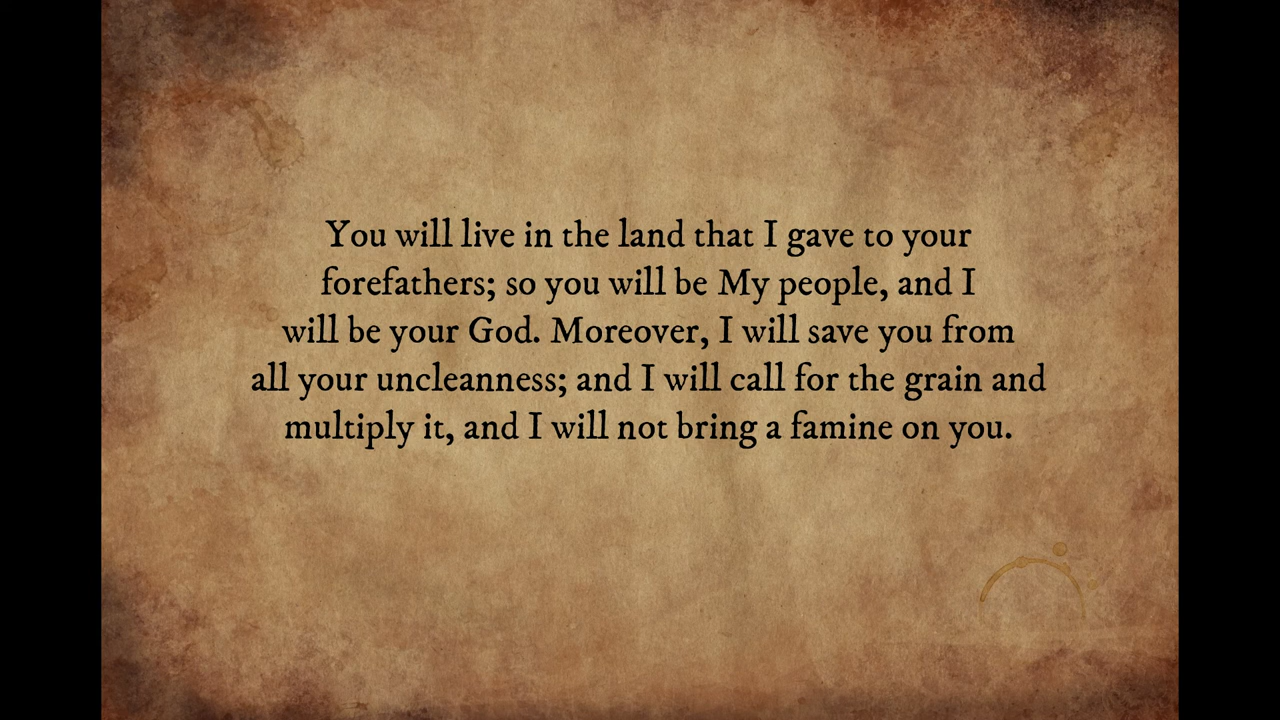 You will live in the land that I gave to your
forefathers; so you will be My people, and I
will be your God. Moreover, I will save you from
all your uncleanness; and I will call for the grain and
multiply it, and I will not bring a famine on you.